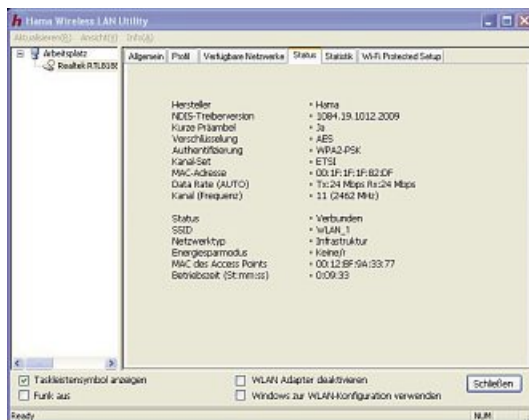 Hama Wireless LAN Utility
Aktualisieren(R) Ansicht(V) Info(A)
Arbeitsplatz
Realtek RTL8188
Allgemein Profil Verfügbare Netzwerke Status Statistik Wi-Fi Protected Setup
Hersteller • Hama
NDIS-Treiberversion • 1084.19.1012.2009
Kurze Präambel • Ja
Verschlüsselung • AES
Authentifizierung • WPA2-PSK
Kanal-Set • ETSI
MAC-Adresse • 00:1F:1F:1F:B2:DF
Data Rate (AUTO) • Tx:24 Mbps Rx:24 Mbps
Kanal (Frequenz) • 11 (2462 MHz)
Status • Verbunden
SSID • WLAN_1
Netzwerktyp • Infrastruktur
Energiesparmodus • Keine/r
MAC des Access Points • 00:12:BF:9A:33:77
Betriebszeit (St:mm:ss) • 0:09:33
Taskleistensymbol anzeigen
Funk aus
WLAN Adapter deaktivieren
Windows zur WLAN-Konfiguration verwenden
Schließen
Ready
NUM